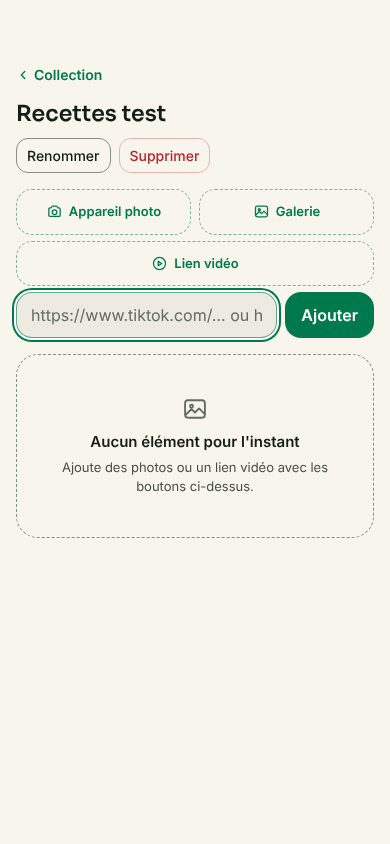 Collection
Recettes test
Renommer Supprimer
Appareil photo Galerie
Lien vidéo
https://www.tiktok.com/... ou h Ajouter
Aucun élément pour l'instant
Ajoute des photos ou un lien vidéo avec les
boutons ci-dessus.